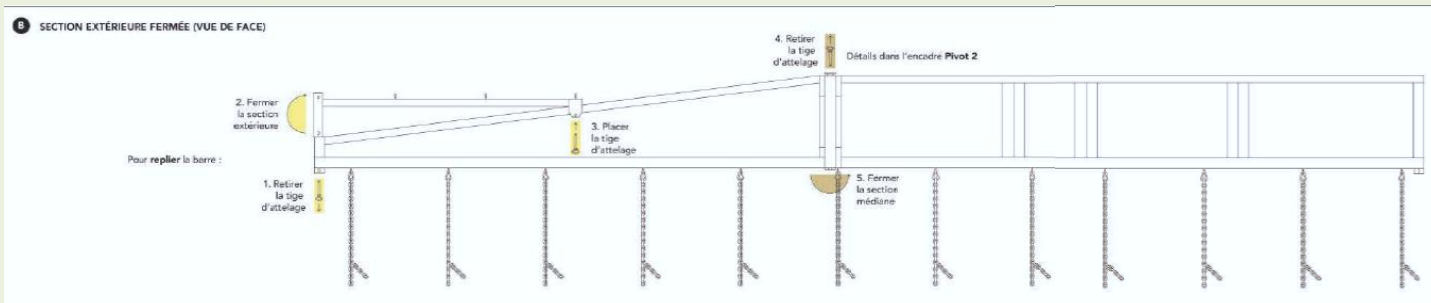 B SECTION EXTÉRIEURE FERMÉE (VUE DE FACE)
4. Retirer
la tige
d'attelage
Détails dans l'encadré Pivot 2
2. Fermer
la section
extérieure
3. Placer
la tige
d'attelage
Pour replier la barre :
1. Retirer
la tige
d'attelage
5. Fermer
la section
médiane